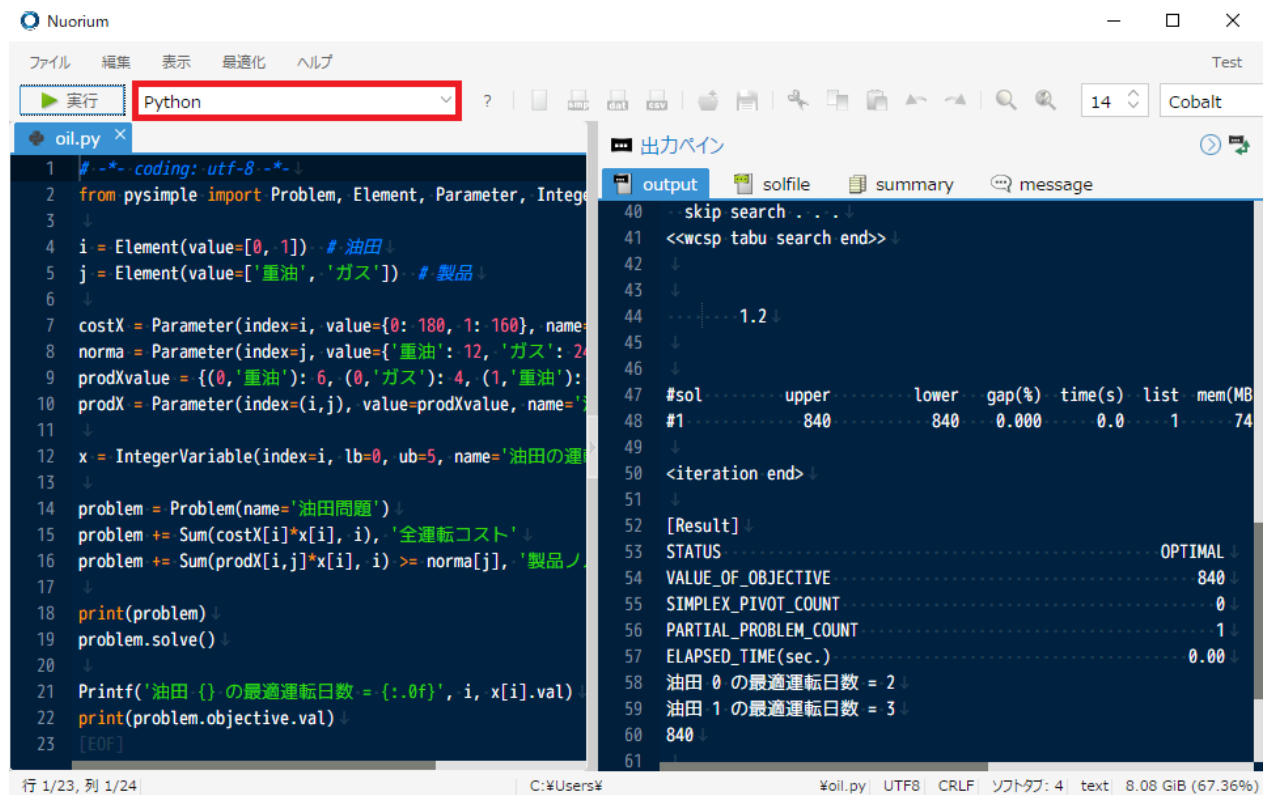 Nuorium
ファイル 編集 表示 最適化 ヘルプ Test
実行 Python ? smp dat csv 14 Cobalt
oil.py
1 # -*- coding: utf-8 -*-
2 from pysimple import Problem, Element, Parameter, Intege
3
4 i = Element(value=[0, 1])  # 油田
5 j = Element(value=['重油', 'ガス'])  # 製品
6
7 costX = Parameter(index=i, value={0: 180, 1: 160}, name=
8 norma = Parameter(index=j, value={'重油': 12, 'ガス': 24
9 prodXvalue = {(0,'重油'): 6, (0,'ガス'): 4, (1,'重油'):
10 prodX = Parameter(index=(i,j), value=prodXvalue, name='
11
12 x = IntegerVariable(index=i, lb=0, ub=5, name='油田の運
13
14 problem = Problem(name='油田問題')
15 problem += Sum(costX[i]*x[i], i), '全運転コスト'
16 problem += Sum(prodX[i,j]*x[i], i) >= norma[j], '製品ノ
17
18 print(problem)
19 problem.solve()
20
21 Printf('油田 {} の最適運転日数 = {:.0f}', i, x[i].val)
22 print(problem.objective.val)
23 [EOF]
出力ペイン
output solfile summary message
40 skip search . . .
41 <<wcsp tabu search end>>
42
43
44 1.2
45
46
47 #sol upper lower gap(%) time(s) list mem(MB
48 #1 840 840 0.000 0.0 1 74
49
50 <iteration end>
51
52 [Result]
53 STATUS OPTIMAL
54 VALUE_OF_OBJECTIVE 840
55 SIMPLEX_PIVOT_COUNT 0
56 PARTIAL_PROBLEM_COUNT 1
57 ELAPSED_TIME(sec.) 0.00
58 油田 0 の最適運転日数 = 2
59 油田 1 の最適運転日数 = 3
60 840
61
行 1/23, 列 1/24 C:¥Users¥ ¥oil.py UTF8 CRLF ソフトタブ: 4 text 8.08 GiB (67.36%)